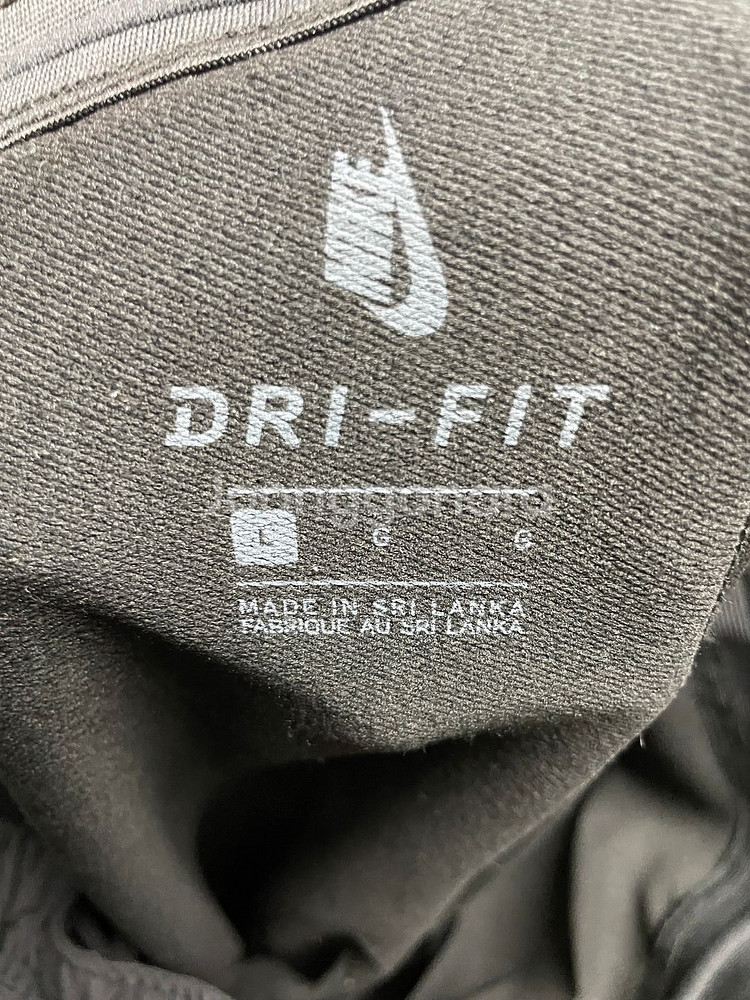 NIKE
DRI-FIT
L G G
MADE IN SRI LANKA
FABRIQUE AU SRI LANKA